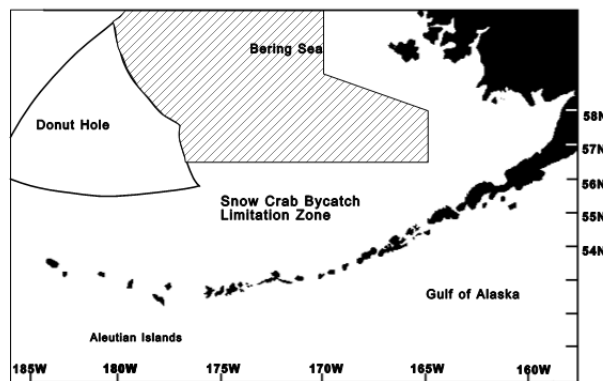 Bering Sea
Donut Hole
58N
57N
56N
Snow Crab Bycatch
Limitation Zone
55N
54N
Gulf of Alaska
Aleutian Islands
185W 180W 175W 170W 165W 160W